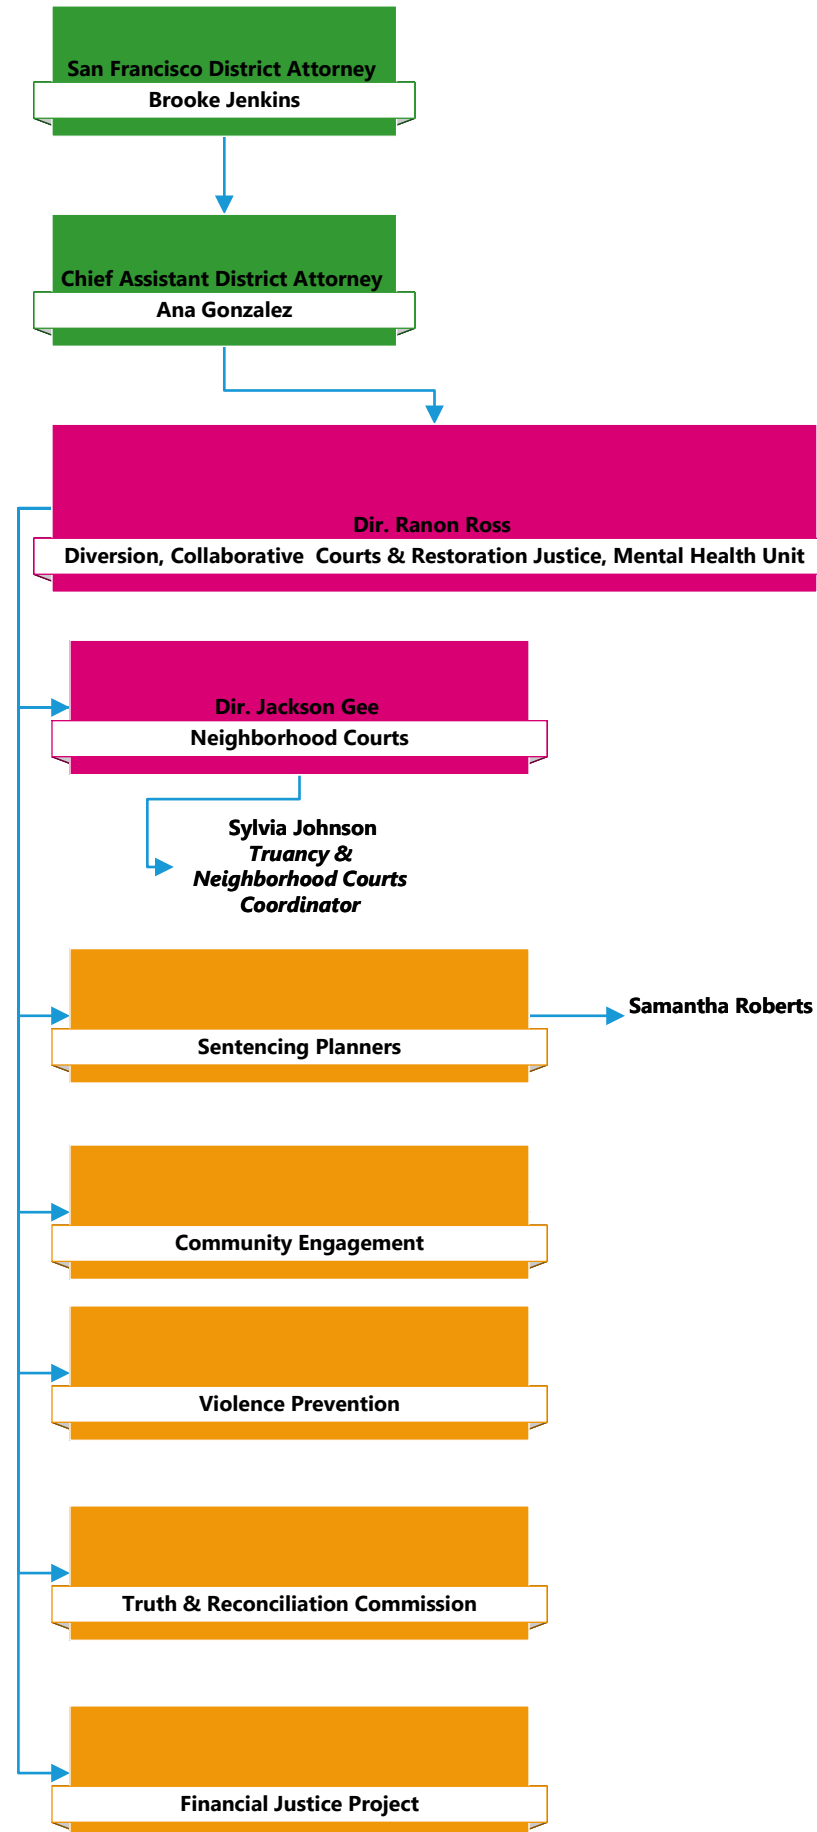 San Francisco District Attorney
Brooke Jenkins
Chief Assistant District Attorney
Ana Gonzalez
Dir. Ranon Ross
Diversion, Collaborative  Courts & Restoration Justice, Mental Health Unit
Dir. Jackson Gee
Neighborhood Courts
Sylvia Johnson
Truancy &
Neighborhood Courts
Coordinator
Samantha Roberts
Sentencing Planners
Community Engagement
Violence Prevention
Truth & Reconciliation Commission
Financial Justice Project